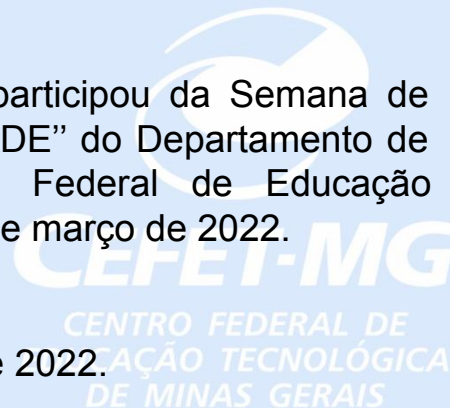 participou da Semana de
DE’’ do Departamento de
Federal de Educação
e março de 2022.
CEFET-MG
CENTRO FEDERAL DE
AÇÃO TECNOLÓGICA
e 2022.
DE MINAS GERAIS